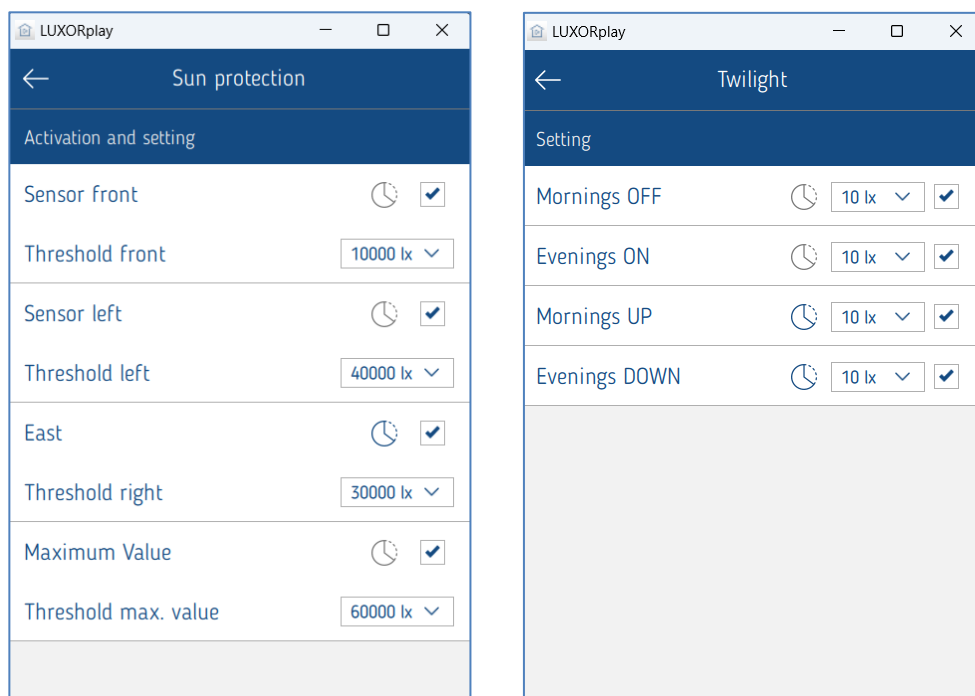 LUXORplay
Sun protection
Activation and setting
Sensor front
Threshold front 10000 lx
Sensor left
Threshold left 40000 lx
East
Threshold right 30000 lx
Maximum Value
Threshold max. value 60000 lx
LUXORplay
Twilight
Setting
Mornings OFF 10 lx
Evenings ON 10 lx
Mornings UP 10 lx
Evenings DOWN 10 lx